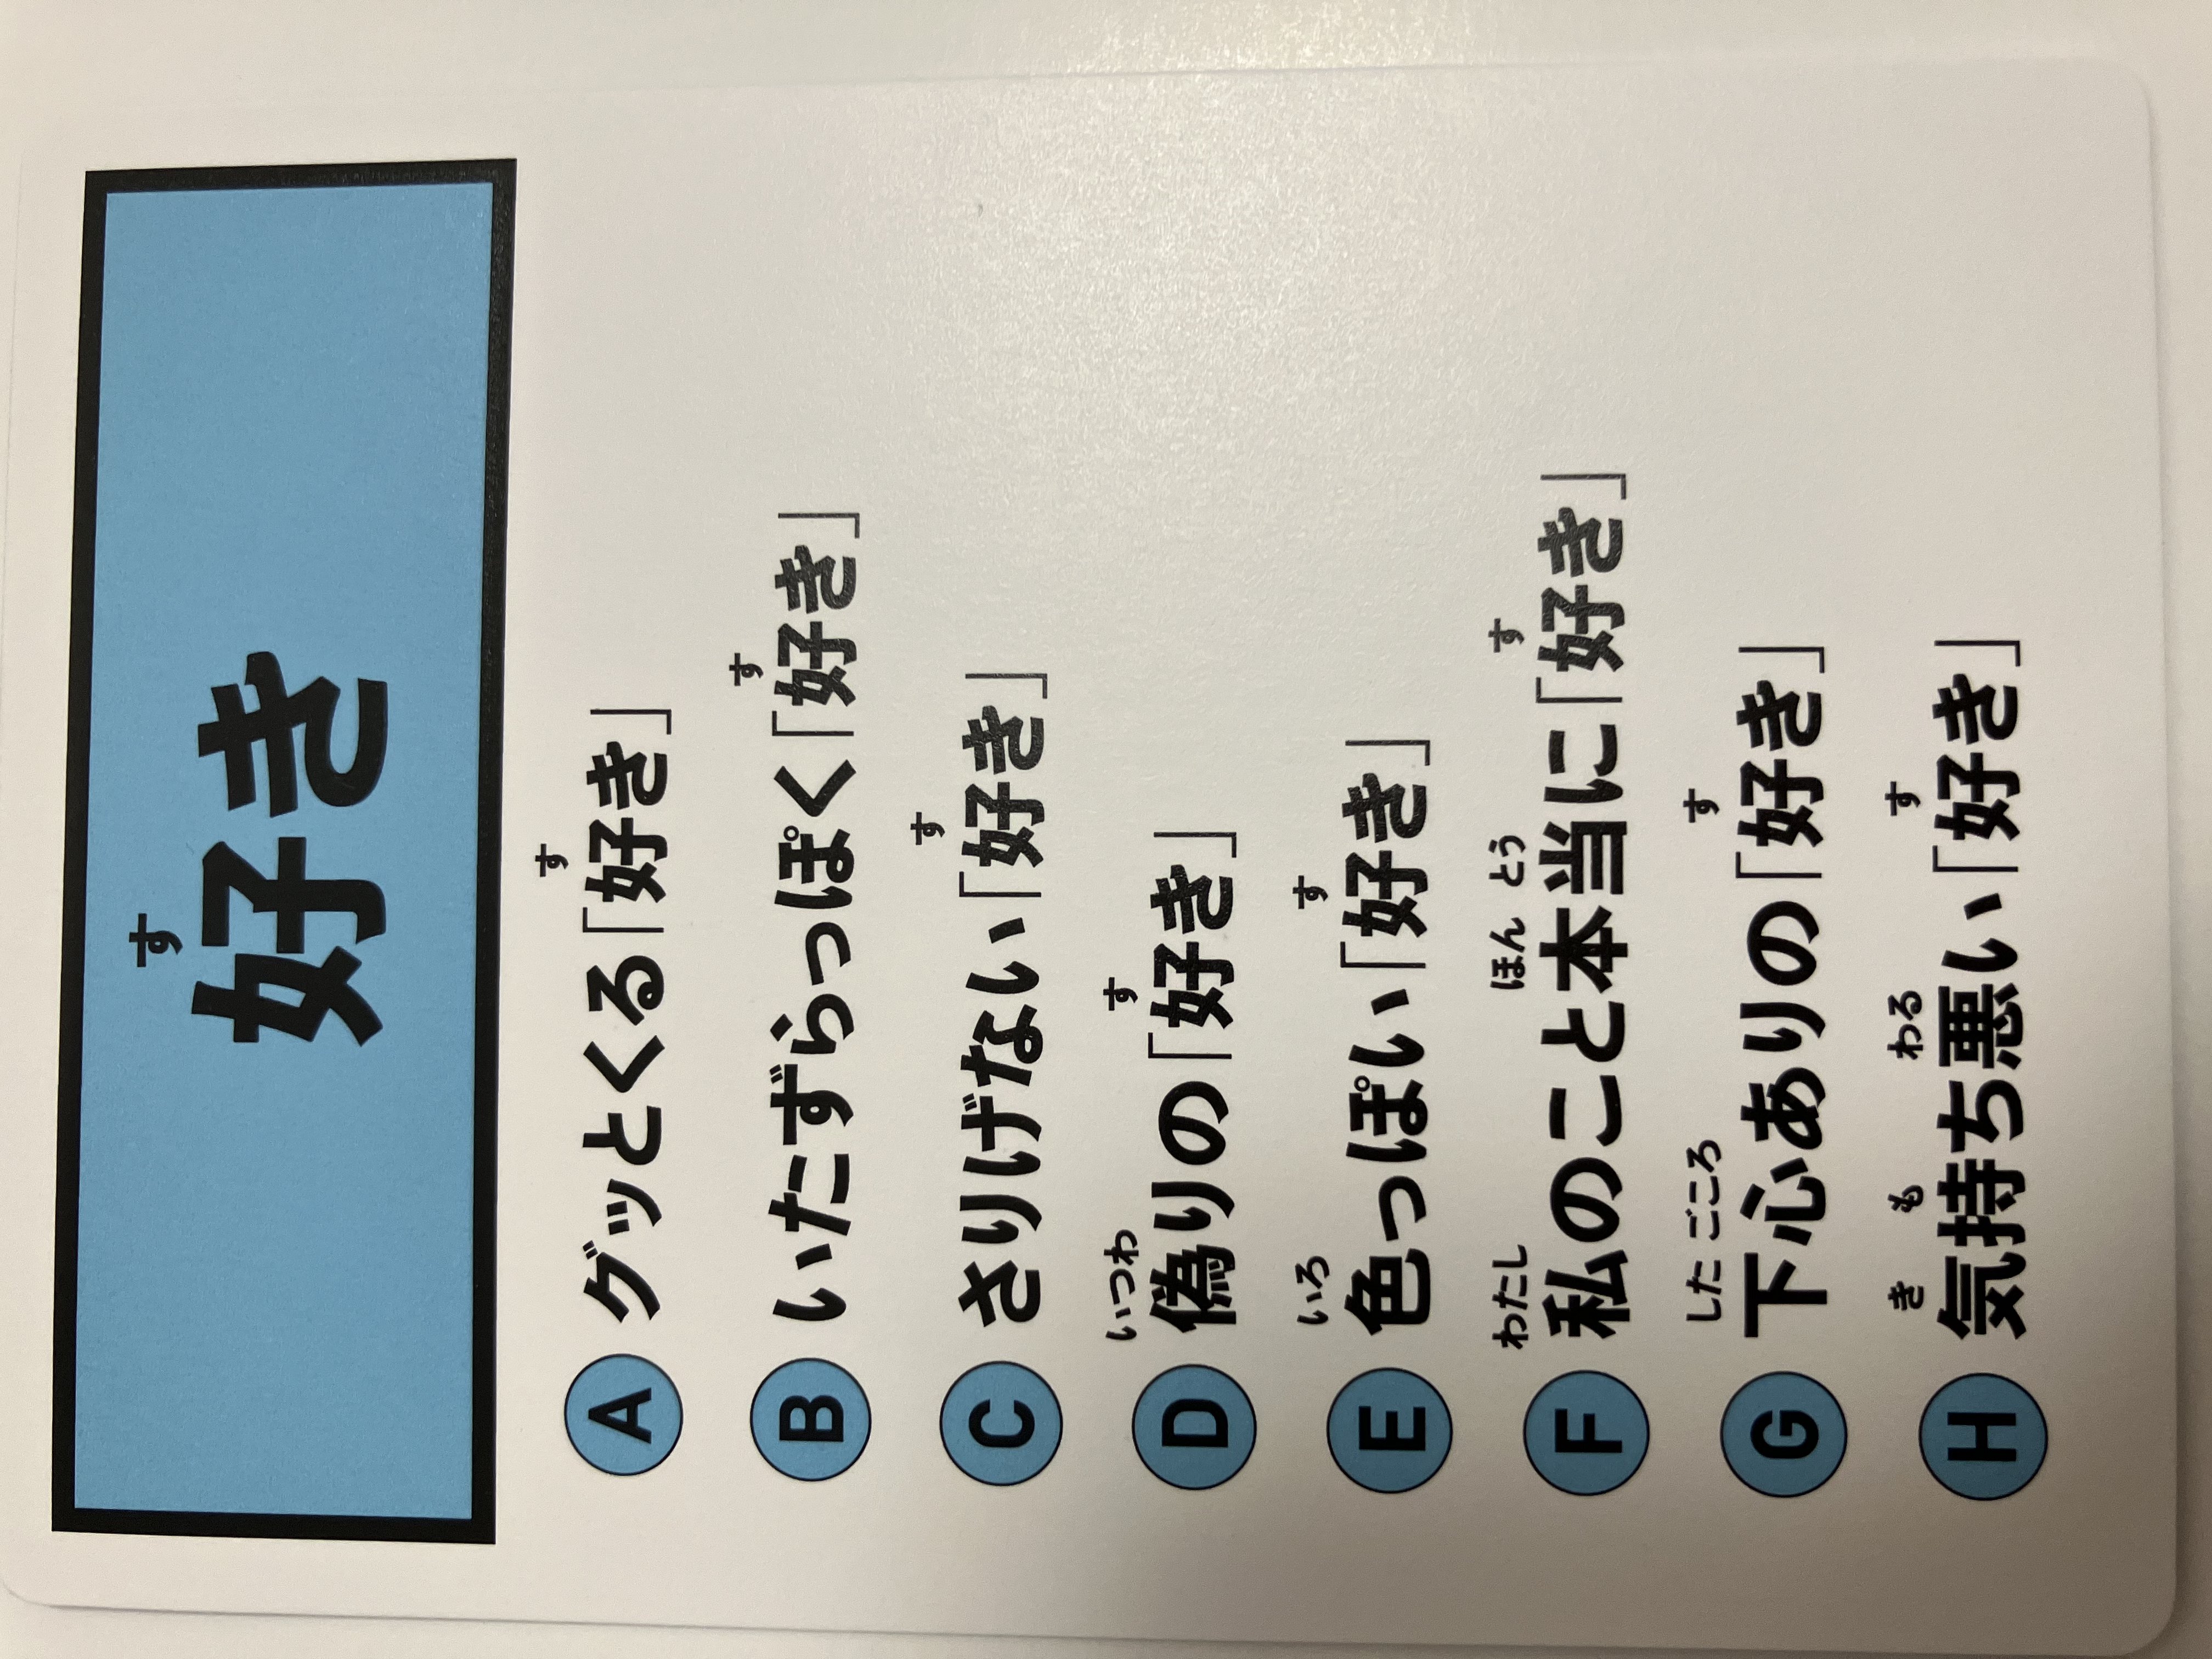 好き
A グッとくる「好き」
B いたずらっぽく「好き」
C さりげない「好き」
D 偽りの「好き」
E 色っぽい「好き」
F 私のこと本当に「好き」
G 下心ありの「好き」
H 気持ち悪い「好き」